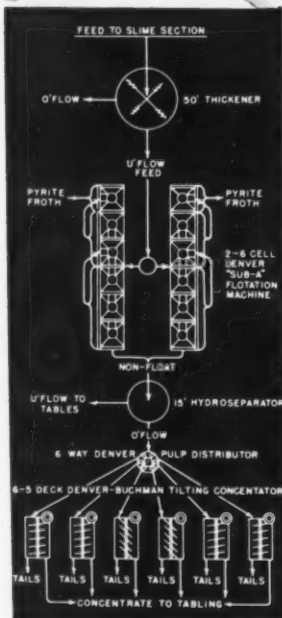 FEED TO SLIME SECTION
O'FLOW
50' THICKENER
U'FLOW
FEED
PYRITE
FROTH
PYRITE
FROTH
2-6 CELL
DENVER
"SUB-A"
FLOTATION
MACHINE
NON-FLOAT
U'FLOW TO
TABLES
15' HYDROSEPARATOR
O'FLOW
6 WAY DENVER PULP DISTRIBUTOR
6-5 DECK DENVER-BUCHMAN TILTING CONCENTATOR
TAILS TAILS TAILS TAILS TAILS TAILS
CONCENTRATE TO TABLING